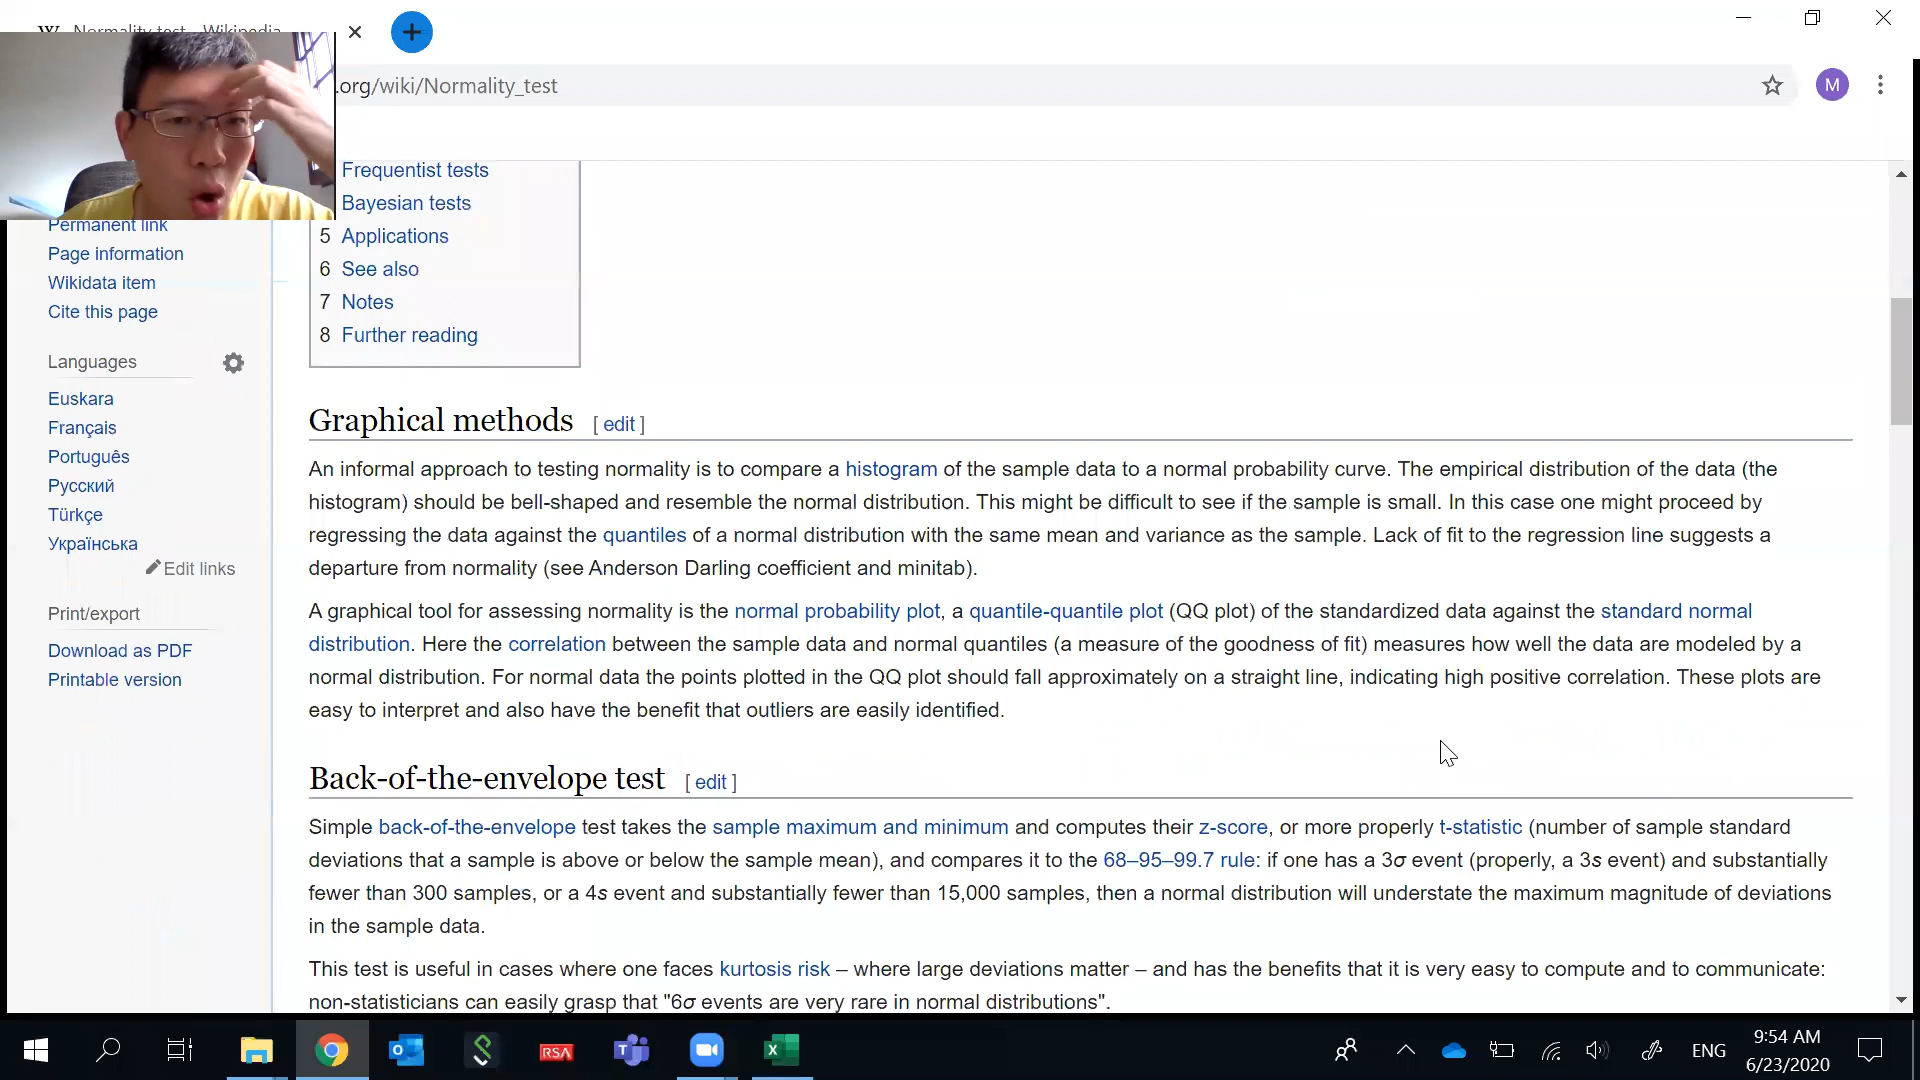 Normality test - Wikipedia
.org/wiki/Normality_test
M
Frequentist tests
Bayesian tests
5 Applications
6 See also
7 Notes
8 Further reading
Permanent link
Page information
Wikidata item
Cite this page
Languages
Euskara
Français
Português
Русский
Türkçe
Українська
Edit links
Print/export
Download as PDF
Printable version
Graphical methods [ edit ]
An informal approach to testing normality is to compare a histogram of the sample data to a normal probability curve. The empirical distribution of the data (the
histogram) should be bell-shaped and resemble the normal distribution. This might be difficult to see if the sample is small. In this case one might proceed by
regressing the data against the quantiles of a normal distribution with the same mean and variance as the sample. Lack of fit to the regression line suggests a
departure from normality (see Anderson Darling coefficient and minitab).
A graphical tool for assessing normality is the normal probability plot, a quantile-quantile plot (QQ plot) of the standardized data against the standard normal
distribution. Here the correlation between the sample data and normal quantiles (a measure of the goodness of fit) measures how well the data are modeled by a
normal distribution. For normal data the points plotted in the QQ plot should fall approximately on a straight line, indicating high positive correlation. These plots are
easy to interpret and also have the benefit that outliers are easily identified.
Back-of-the-envelope test [ edit ]
Simple back-of-the-envelope test takes the sample maximum and minimum and computes their z-score, or more properly t-statistic (number of sample standard
deviations that a sample is above or below the sample mean), and compares it to the 68–95–99.7 rule: if one has a 3σ event (properly, a 3s event) and substantially
fewer than 300 samples, or a 4s event and substantially fewer than 15,000 samples, then a normal distribution will understate the maximum magnitude of deviations
in the sample data.
This test is useful in cases where one faces kurtosis risk – where large deviations matter – and has the benefits that it is very easy to compute and to communicate:
non-statisticians can easily grasp that "6σ events are very rare in normal distributions".
RSA
ENG
9:54 AM
6/23/2020